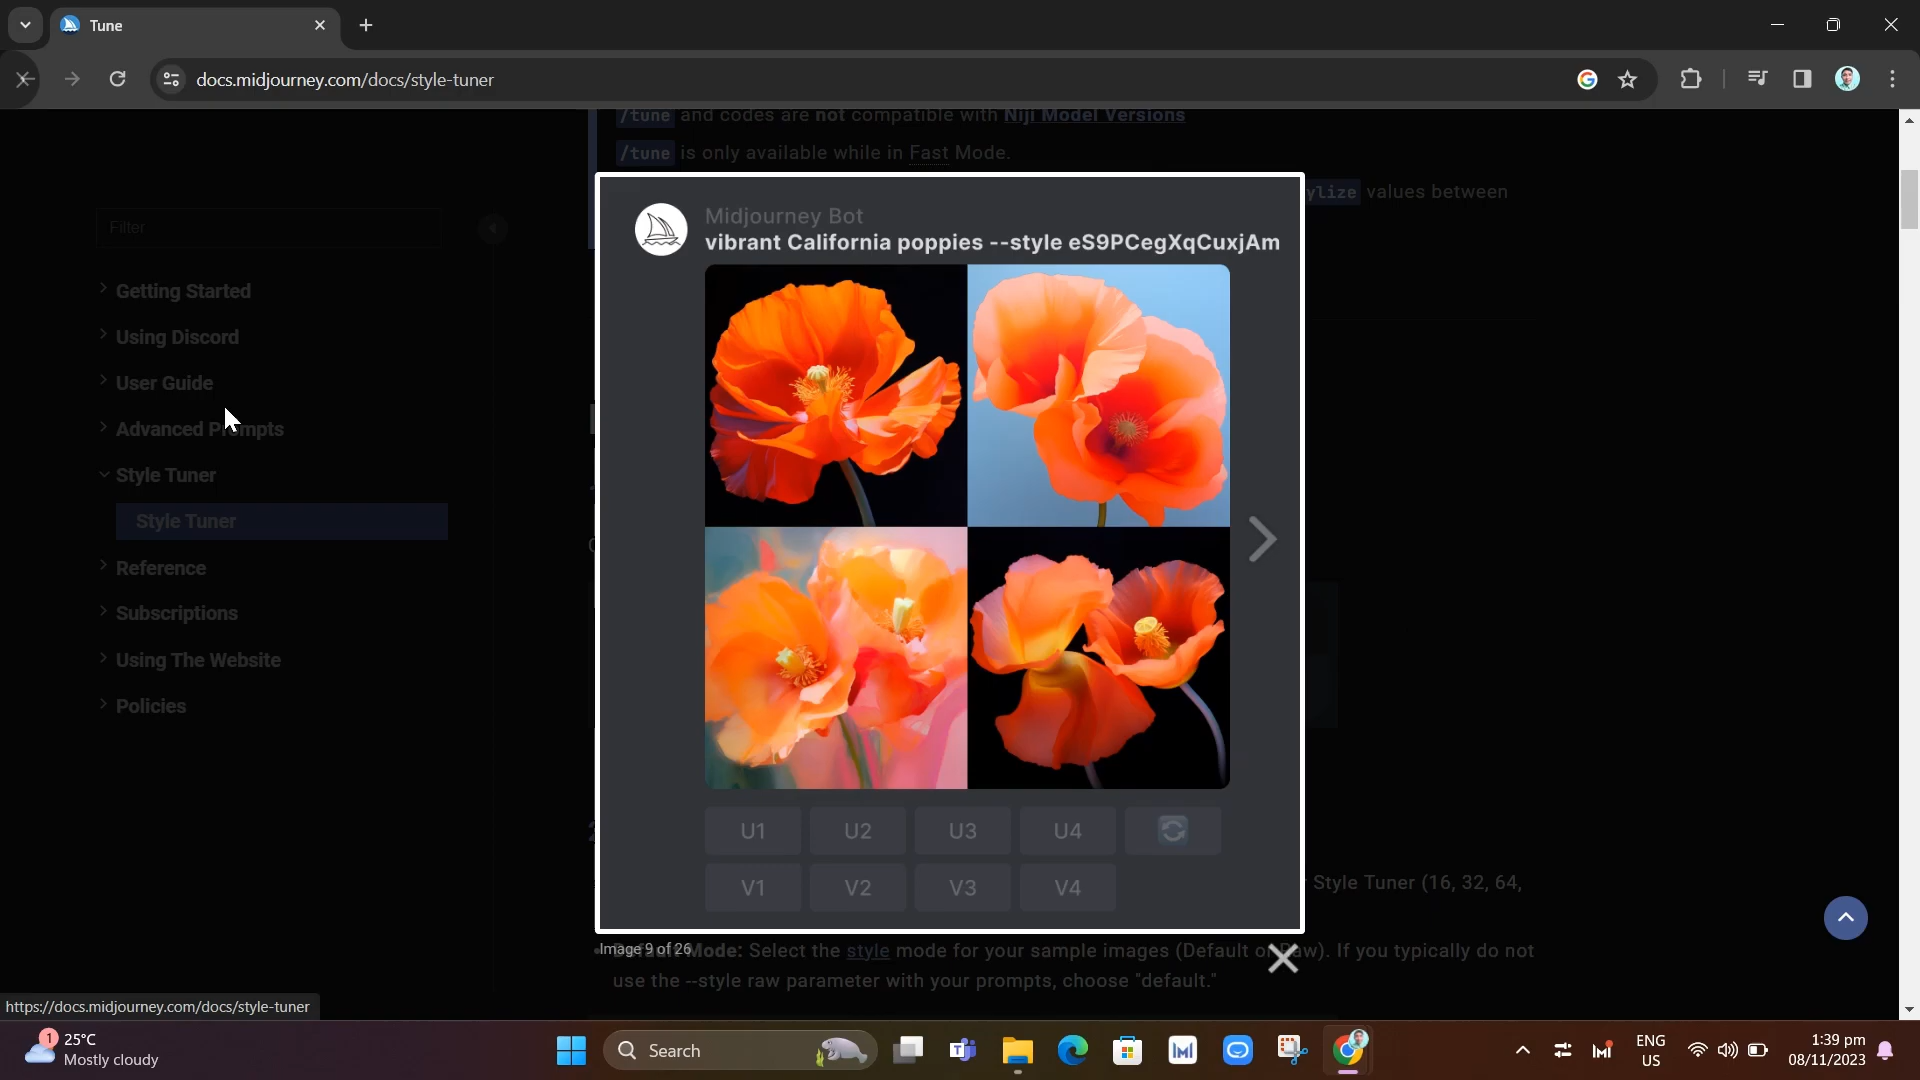 Tune
docs.midjourney.com/docs/style-tuner
/tune and codes are not compatible with Niji Model Versions
/tune is only available while in Fast Mode.
ylize values between
Filter
Getting Started
Using Discord
User Guide
Advanced Prompts
Style Tuner
Style Tuner
Reference
Subscriptions
Using The Website
Policies
Midjourney Bot
vibrant California poppies --style eS9PCegXqCuxjAm
U1 U2 U3 U4
V1 V2 V3 V4
Style Tuner (16, 32, 64,
Image 9 of 26
Default Mode: Select the style mode for your sample images (Default or Raw). If you typically do not
use the --style raw parameter with your prompts, choose "default."
https://docs.midjourney.com/docs/style-tuner
1
25°C
Mostly cloudy
Search
ENG
US
1:39 pm
08/11/2023